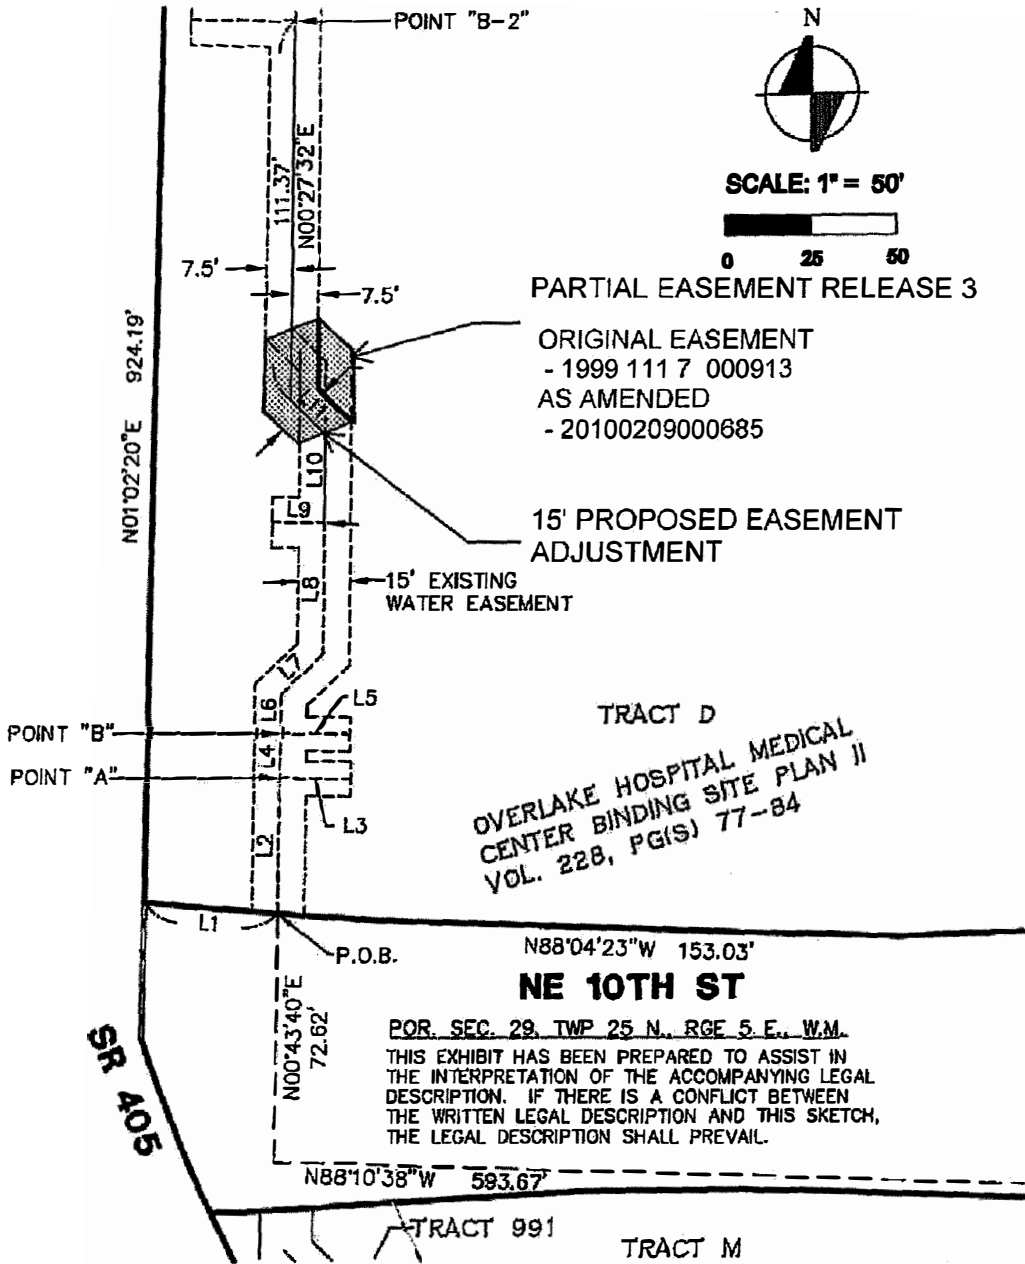 POINT "B-2"
N
SCALE: 1" = 50'
0 25 50
111.37'
N00°27'32"E
7.5'
7.5'
PARTIAL EASEMENT RELEASE 3
ORIGINAL EASEMENT
- 1999 111 7 000913
AS AMENDED
- 20100209000685
N01°02'20"E 924.19'
L10
L9
15' PROPOSED EASEMENT
ADJUSTMENT
L8
15' EXISTING
WATER EASEMENT
L7
L6
L5
POINT "B"
L4
POINT "A"
L3
L2
TRACT D
OVERLAKE HOSPITAL MEDICAL
CENTER BINDING SITE PLAN II
VOL. 228, PG(S) 77-84
L1
P.O.B.
N88°04'23"W 153.03'
NE 10TH ST
N00°43'40"E
72.62'
POR. SEC. 29, TWP 25 N., RGE 5 E., W.M.
THIS EXHIBIT HAS BEEN PREPARED TO ASSIST IN
THE INTERPRETATION OF THE ACCOMPANYING LEGAL
DESCRIPTION. IF THERE IS A CONFLICT BETWEEN
THE WRITTEN LEGAL DESCRIPTION AND THIS SKETCH,
THE LEGAL DESCRIPTION SHALL PREVAIL.
SR 405
N88°10'38"W 593.67'
TRACT 991
TRACT M